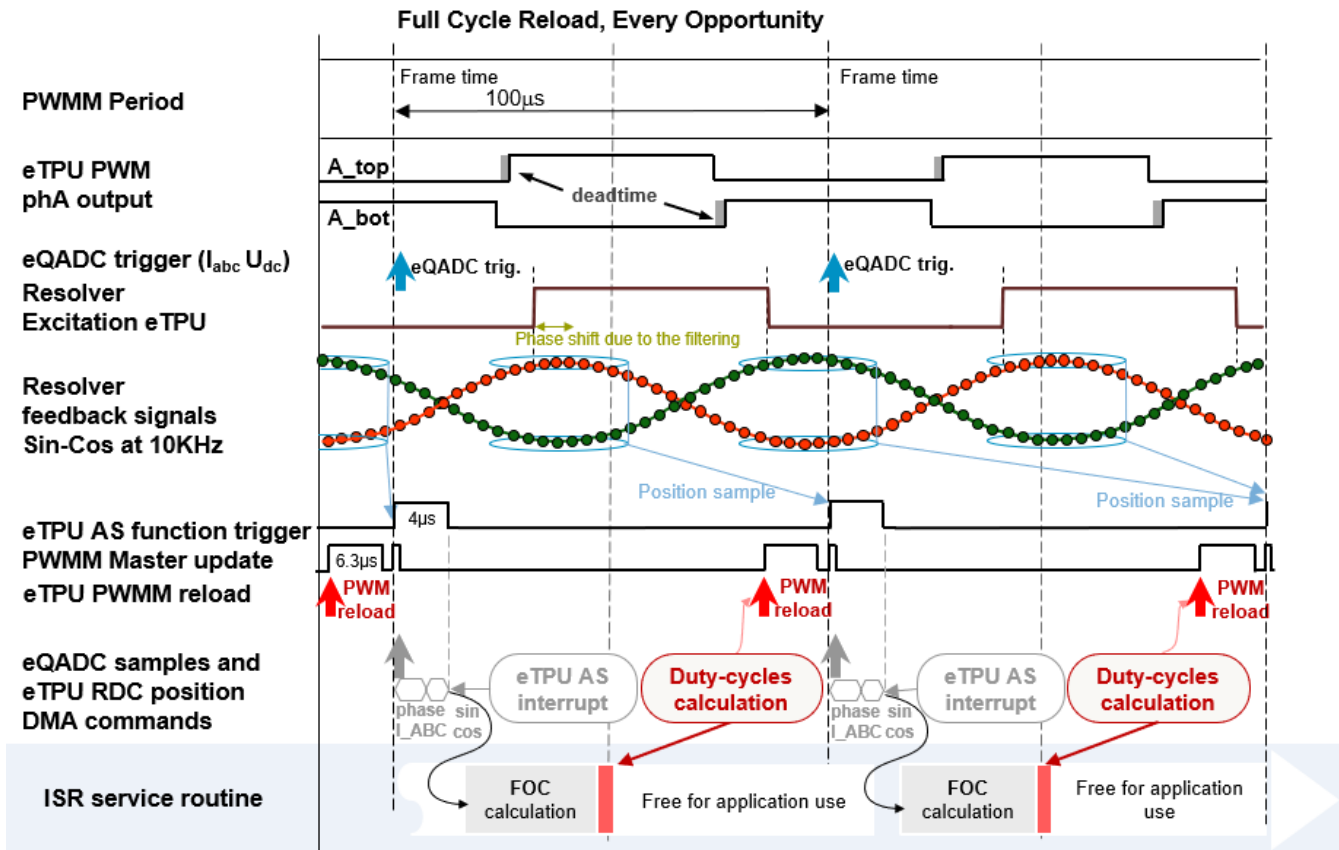 Full Cycle Reload, Every Opportunity
PWMM Period
Frame time
100µs
Frame time
eTPU PWM
phA output
A_top
deadtime
A_bot
eQADC trigger (Iabc Udc)
eQADC trig.
eQADC trig.
Resolver
Excitation eTPU
Phase shift due to the filtering
Resolver
feedback signals
Sin-Cos at 10KHz
Position sample
Position sample
eTPU AS function trigger
4µs
PWMM Master update
6.3µs
eTPU PWMM reload
PWM
reload
PWM
reload
PWM
reload
eQADC samples and
eTPU RDC position
DMA commands
phase
I_ABC
sin
cos
eTPU AS
interrupt
Duty-cycles
calculation
phase
I_ABC
sin
cos
eTPU AS
interrupt
Duty-cycles
calculation
ISR service routine
FOC
calculation
Free for application use
FOC
calculation
Free for application
use